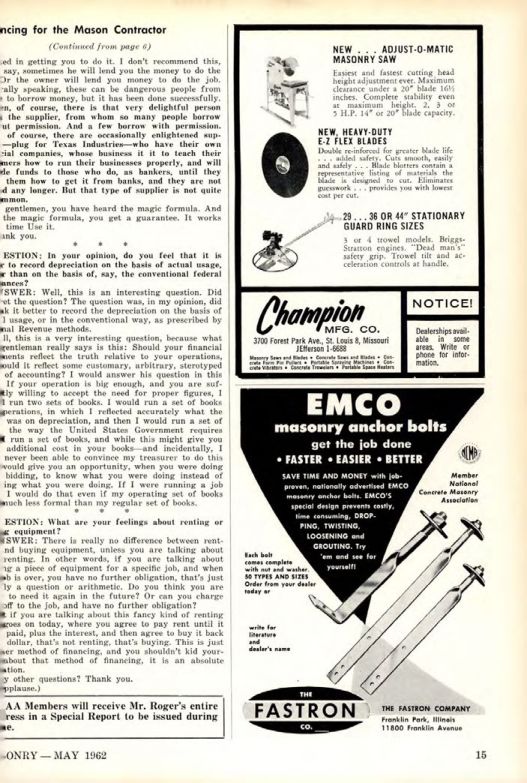 ncing for the Mason Contractor
(Continued from page 6)
ed in getting you to do it. I don't recommend this,
say, sometimes he will lend you the money to do the
Or the owner will lend you money to do the job.
ally speaking, these can be dangerous people from
to borrow money, but it has been done successfully.
en, of course, there is that very delightful person
the supplier, from whom so many people borrow
ut permission. And a few borrow with permission.
of course, there are occasionally enlightened sup-
—plug for Texas Industries—who have their own
cial companies, whose business it is to teach their
mers how to run their businesses properly, and will
de funds to those who do, as bankers, until they
them how to get it from banks, and they are not
d any longer. But that type of supplier is not quite
mmon.
gentlemen, you have heard the magic formula. And
the magic formula, you get a guarantee. It works
time Use it.
ank you.
* * *
ESTION: In your opinion, do you feel that it is
r to record depreciation on the basis of actual usage,
r than on the basis of, say, the conventional federal
ances?
SWER: Well, this is an interesting question. Did
et the question? The question was, in my opinion, did
nk it better to record the depreciation on the basis of
l usage, or in the conventional way, as prescribed by
nal Revenue methods.
ll, this is a very interesting question, because what
gentleman really says is this: Should your financial
ments reflect the truth relative to your operations,
ould it reflect some customary, arbitrary, sterotyped
of accounting? I would answer his question in this
If your operation is big enough, and you are suf-
tly willing to accept the need for proper figures, I
l run two sets of books. I would run a set of books
perations, in which I reflected accurately what the
was on depreciation, and then I would run a set of
the way the United States Government requires
run a set of books, and while this might give you
additional cost in your books—and incidentally, I
never been able to convince my treasurer to do this
would give you an opportunity, when you were doing
bidding, to know what you were doing instead of
ing what you were doing. If I were running a job
I would do that even if my operating set of books
much less formal than my regular set of books.
* * *
ESTION: What are your feelings about renting or
g equipment?
SWER: There is really no difference between rent-
nd buying equipment, unless you are talking about
renting. In other words, if you are talking about
ng a piece of equipment for a specific job, and when
ob is over, you have no further obligation, that's just
ly a question or arithmetic. Do you think you are
to need it again in the future? Or can you charge
off to the job, and have no further obligation?
t if you are talking about this fancy kind of renting
goes on today, where you agree to pay rent until it
paid, plus the interest, and then agree to buy it back
dollar, that's not renting, that's buying. This is just
er method of financing, and you shouldn't kid your-
about that method of financing, it is an absolute
ation.
y other questions? Thank you.
pplause.)
AA Members will receive Mr. Roger's entire
ress in a Special Report to be issued during
e.
ONRY — MAY 1962
NEW . . . ADJUST-O-MATIC
MASONRY SAW
Easiest and fastest cutting head
height adjustment ever. Maximum
clearance under a 20" blade 16½
inches. Complete stability even
at maximum height. 2, 3 or
5 H.P. 14" or 20" blade capacity.
NEW, HEAVY-DUTY
E-Z FLEX BLADES
Double re-inforced for greater blade life
. . . added safety. Cuts smooth, easily
and safely . . . Blade blotters contain a
representative listing of materials the
blade is designed to cut. Eliminates
guesswork . . . provides you with lowest
cost per cut.
29 . . . 36 OR 44" STATIONARY
GUARD RING SIZES
3 or 4 trowel models. Briggs-
Stratton engines. "Dead man's"
safety grip. Trowel tilt and ac-
celeration controls at handle.
Champion
MFG. CO.
3700 Forest Park Ave., St. Louis 8, Missouri
JEfferson 1-6688
Masonry Saws and Blades • Concrete Saws and Blades • Con-
crete Form Pin Pullers • Portable Spraying Machines • Con-
crete Vibrators • Concrete Trowelers • Portable Space Heaters
NOTICE!
Dealerships avail-
able in some
areas. Write or
phone for infor-
mation.
EMCO
masonry anchor bolts
get the job done
• FASTER • EASIER • BETTER
SAVE TIME AND MONEY with job-
proven, nationally advertised EMCO
masonry anchor bolts. EMCO'S
special design prevents costly,
time consuming, DROP-
PING, TWISTING,
LOOSENING and
GROUTING. Try
'em and see for
yourself!
NCMA
Member
National
Concrete Masonry
Association
Each bolt
comes complete
with nut and washer.
50 TYPES AND SIZES
Order from your dealer
today or
write for
literature
and
dealer's name
THE
FASTRON
CO.
THE FASTRON COMPANY
Franklin Park, Illinois
11800 Franklin Avenue
15